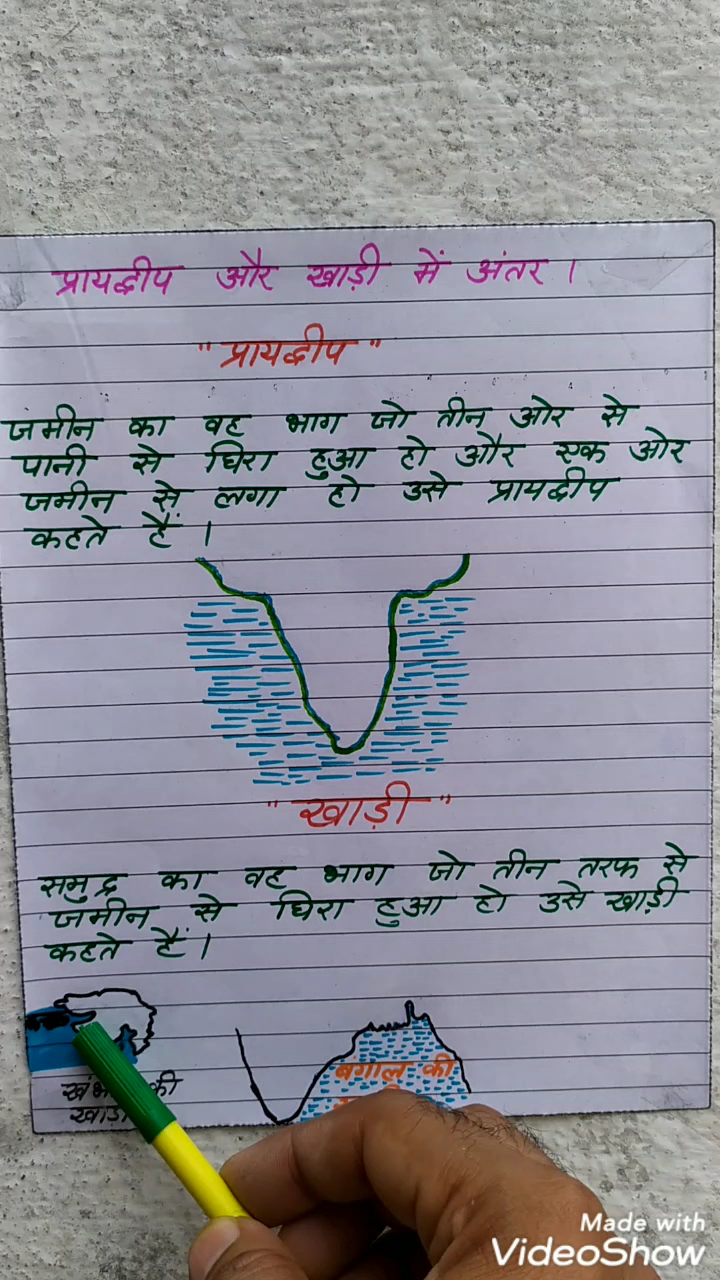 प्रायद्वीप और खाड़ी में अंतर ।
"प्रायद्वीप"
जमीन का वह भाग जो तीन ओर से
पानी से घिरा हुआ हो और एक ओर
जमीन से लगा हो उसे प्रायद्वीप
कहते हैं ।
"खाड़ी"
समुद्र का वह भाग जो तीन तरफ से
जमीन से घिरा हुआ हो उसे खाड़ी
कहते हैं ।
बंगाल की
की
Made with
VideoShow